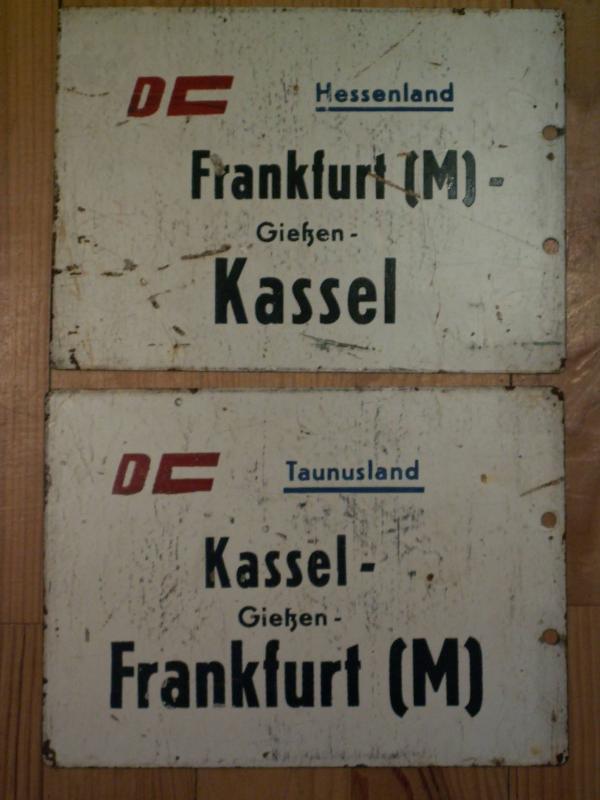 DC Hessenland
Frankfurt (M) -
Gießen -
Kassel
DC Taunusland
Kassel -
Gießen -
Frankfurt (M)